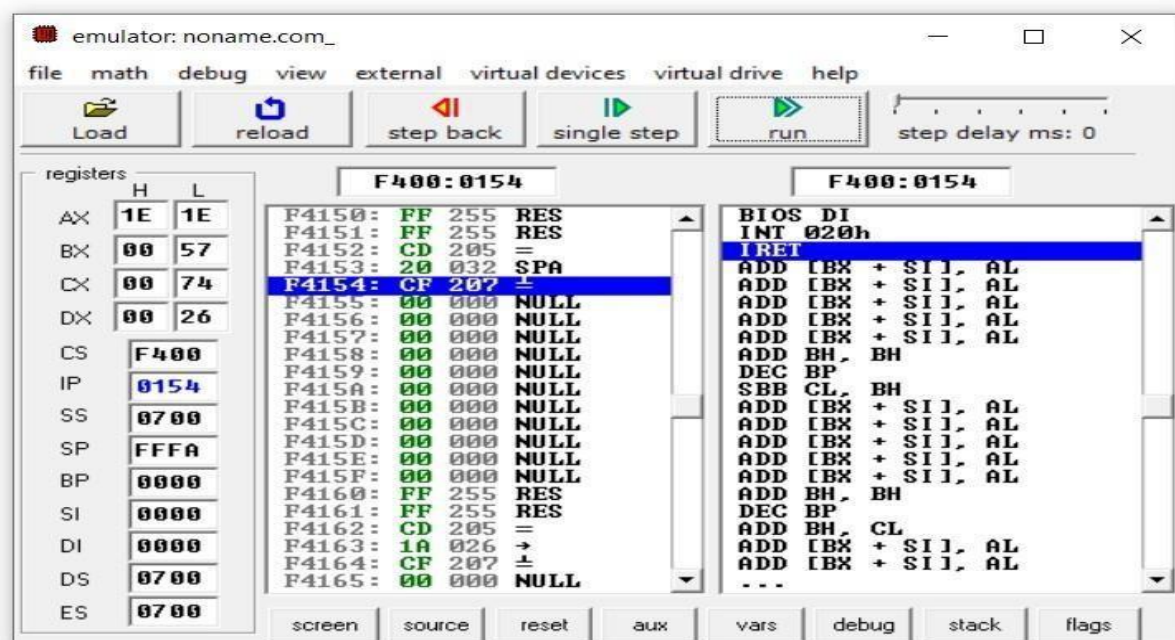 emulator: noname.com_
file math debug view external virtual devices virtual drive help
Load reload step back single step run step delay ms: 0
registers
H L
AX 1E 1E
BX 00 57
CX 00 74
DX 00 26
CS F400
IP 0154
SS 0700
SP FFFA
BP 0000
SI 0000
DI 0000
DS 0700
ES 0700
F400:0154
F4150: FF 255 RES
F4151: FF 255 RES
F4152: CD 205 =
F4153: 20 032 SPA
F4154: CF 207 ╧
F4155: 00 000 NULL
F4156: 00 000 NULL
F4157: 00 000 NULL
F4158: 00 000 NULL
F4159: 00 000 NULL
F415A: 00 000 NULL
F415B: 00 000 NULL
F415C: 00 000 NULL
F415D: 00 000 NULL
F415E: 00 000 NULL
F415F: 00 000 NULL
F4160: FF 255 RES
F4161: FF 255 RES
F4162: CD 205 =
F4163: 1A 026 →
F4164: CF 207 ╧
F4165: 00 000 NULL
F400:0154
BIOS DI
INT 020h
IRET
ADD [BX + SI], AL
ADD [BX + SI], AL
ADD [BX + SI], AL
ADD [BX + SI], AL
ADD [BX + SI], AL
ADD BH, BH
DEC BP
SBB CL, BH
ADD [BX + SI], AL
ADD [BX + SI], AL
ADD [BX + SI], AL
ADD [BX + SI], AL
ADD [BX + SI], AL
ADD BH, BH
DEC BP
ADD BH, CL
ADD [BX + SI], AL
ADD [BX + SI], AL
...
screen source reset aux vars debug stack flags